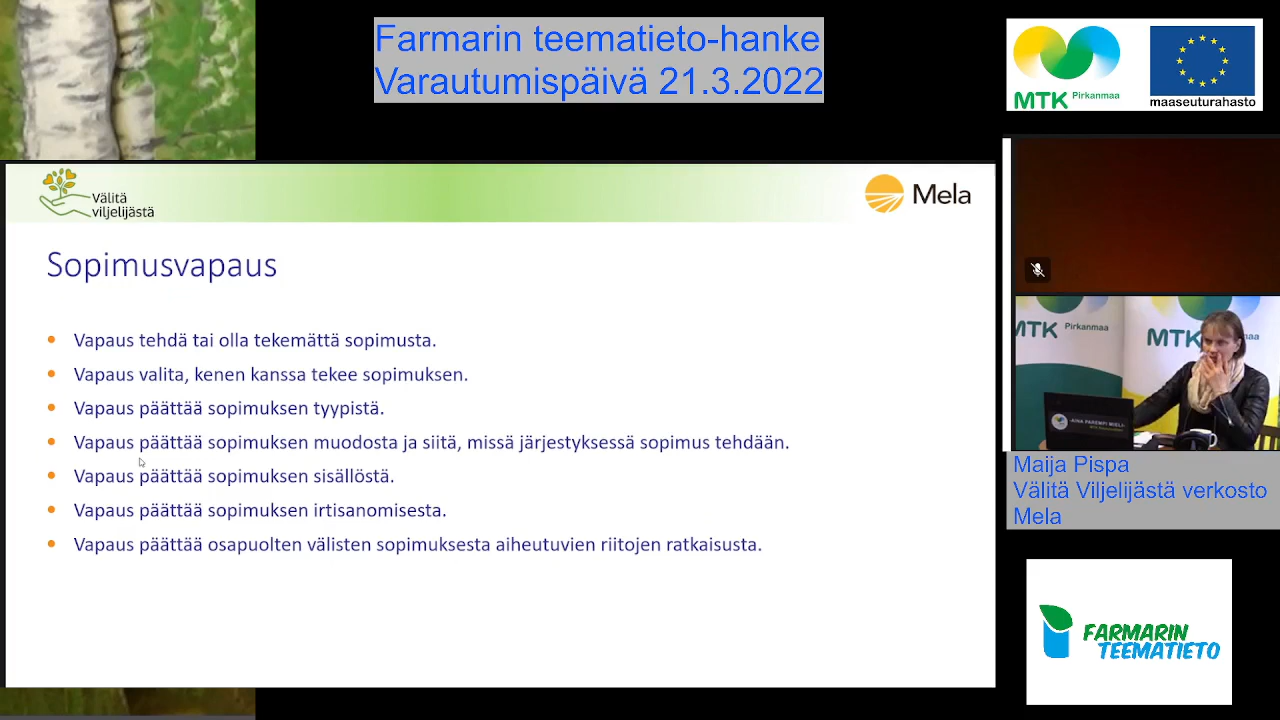 Farmarin teematieto-hanke
Varautumispäivä 21.3.2022
MTK Pirkanmaa
maaseuturahasto
Välitä
viljelijästä
Mela
Sopimusvapaus
Vapaus tehdä tai olla tekemättä sopimusta.
Vapaus valita, kenen kanssa tekee sopimuksen.
Vapaus päättää sopimuksen tyypistä.
Vapaus päättää sopimuksen muodosta ja siitä, missä järjestyksessä sopimus tehdään.
Vapaus päättää sopimuksen sisällöstä.
Vapaus päättää sopimuksen irtisanomisesta.
Vapaus päättää osapuolten välisten sopimuksesta aiheutuvien riitojen ratkaisusta.
MTK Pirkanmaa
MTK
-AINA PAREMPI MIELI-
Maija Pispa
Välitä Viljelijästä verkosto
Mela
FARMARIN
TEEMATIETO